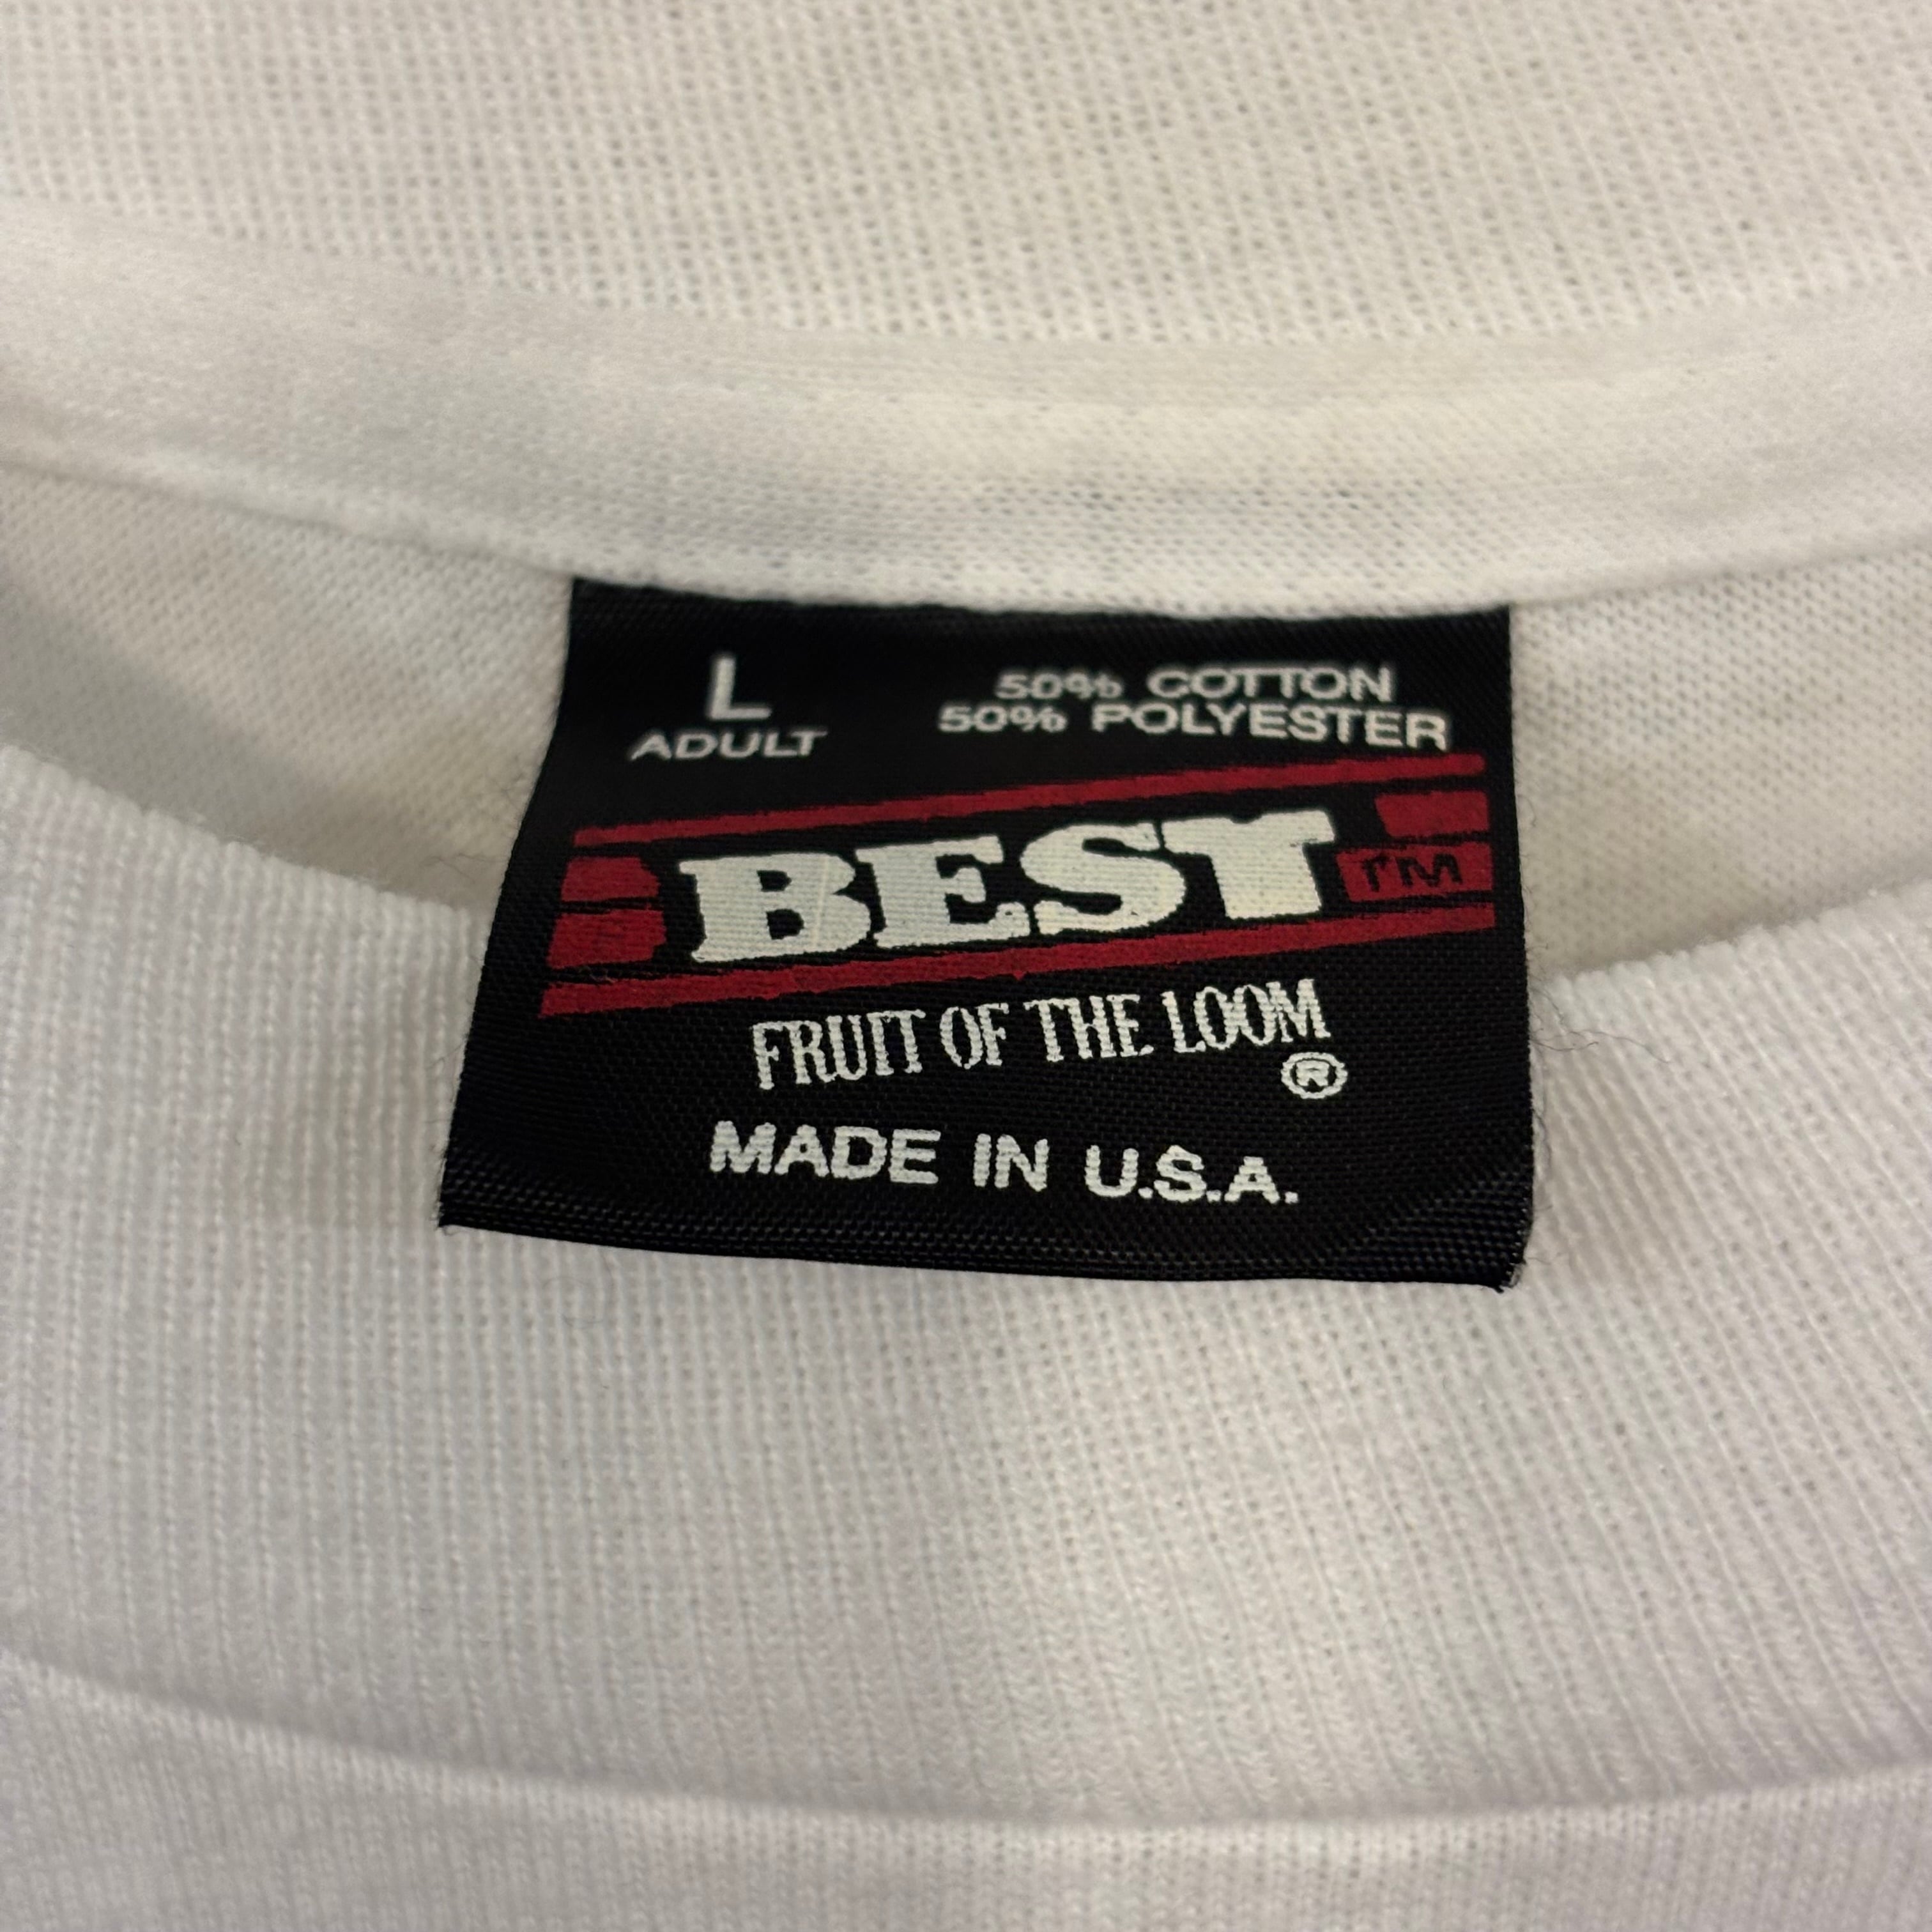 L
ADULT
50% COTTON
50% POLYESTER
BEST TM
FRUIT OF THE LOOM
®
MADE IN U.S.A.